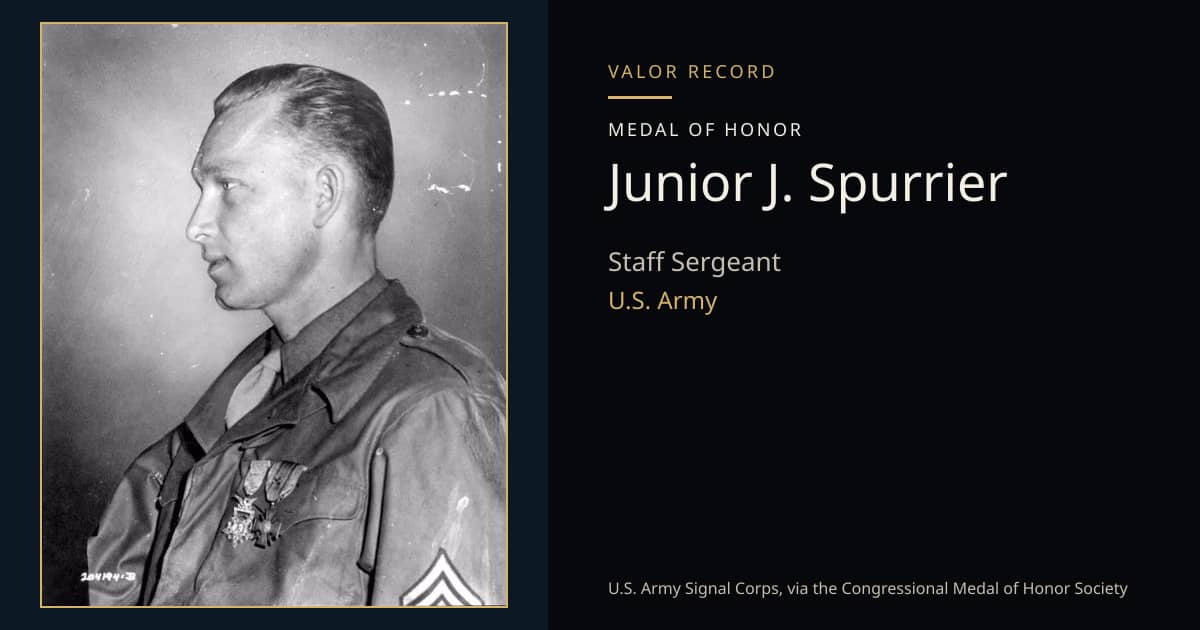 VALOR RECORD
MEDAL OF HONOR
Junior J. Spurrier
Staff Sergeant
U.S. Army
U.S. Army Signal Corps, via the Congressional Medal of Honor Society